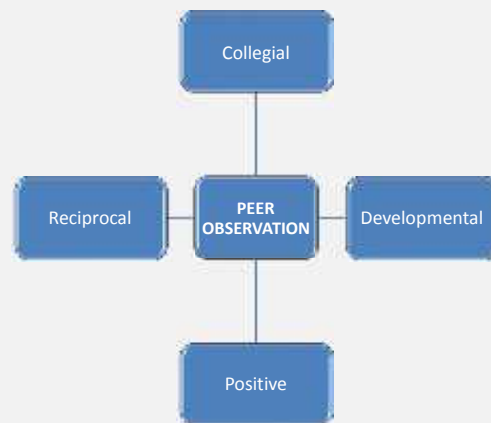 Collegial
Reciprocal
PEER
OBSERVATION
Developmental
Positive